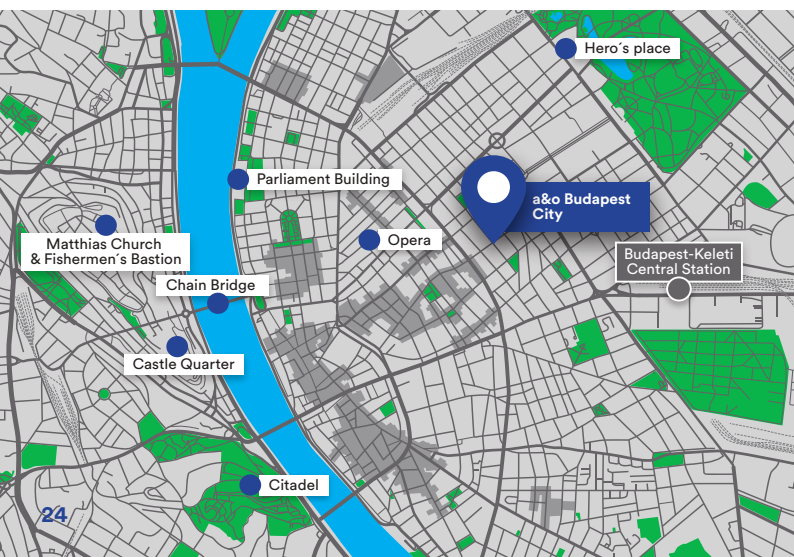 Hero´s place
Parliament Building
a&o Budapest
City
Matthias Church
& Fishermen´s Bastion
Opera
Budapest-Keleti
Central Station
Chain Bridge
Castle Quarter
Citadel
24